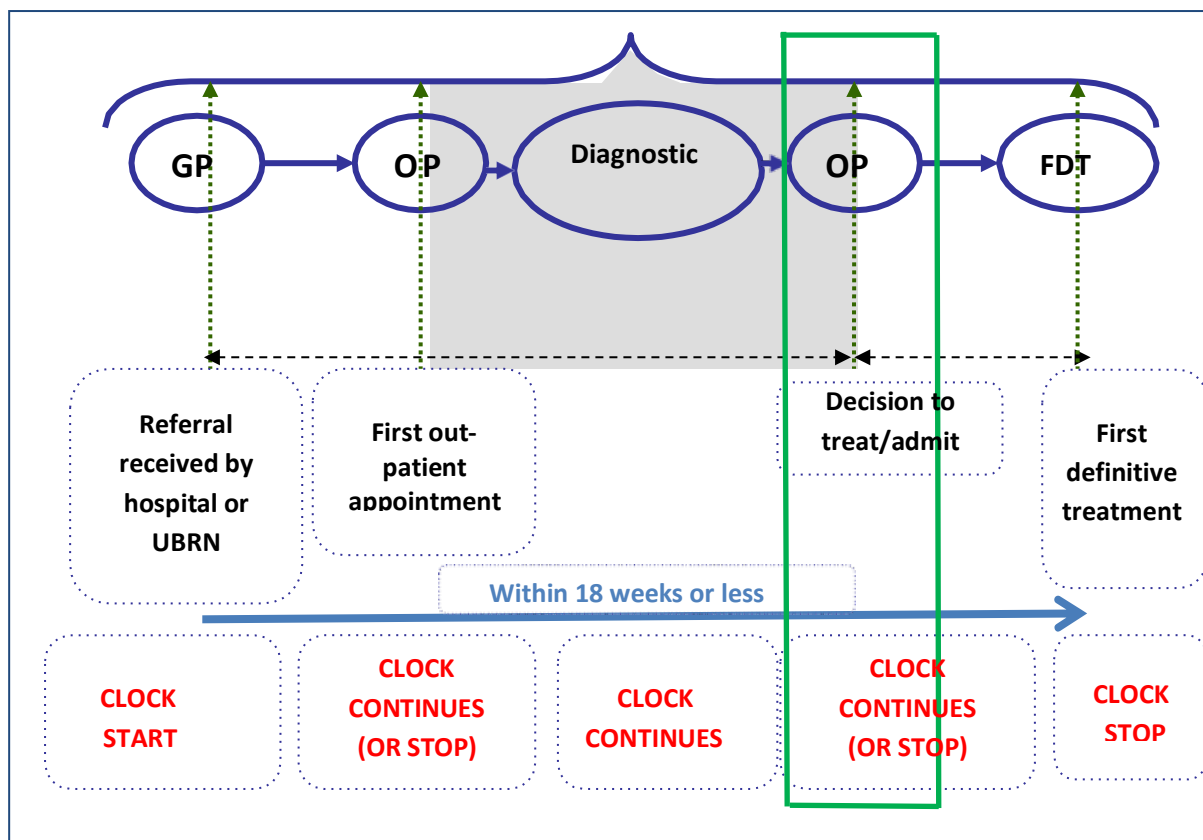 GP
OP
Diagnostic
OP
FDT
Referral
received by
hospital or
UBRN
First out-
patient
appointment
Decision to
treat/admit
First
definitive
treatment
Within 18 weeks or less
CLOCK
START
CLOCK
CONTINUES
(OR STOP)
CLOCK
CONTINUES
CLOCK
CONTINUES
(OR STOP)
CLOCK
STOP